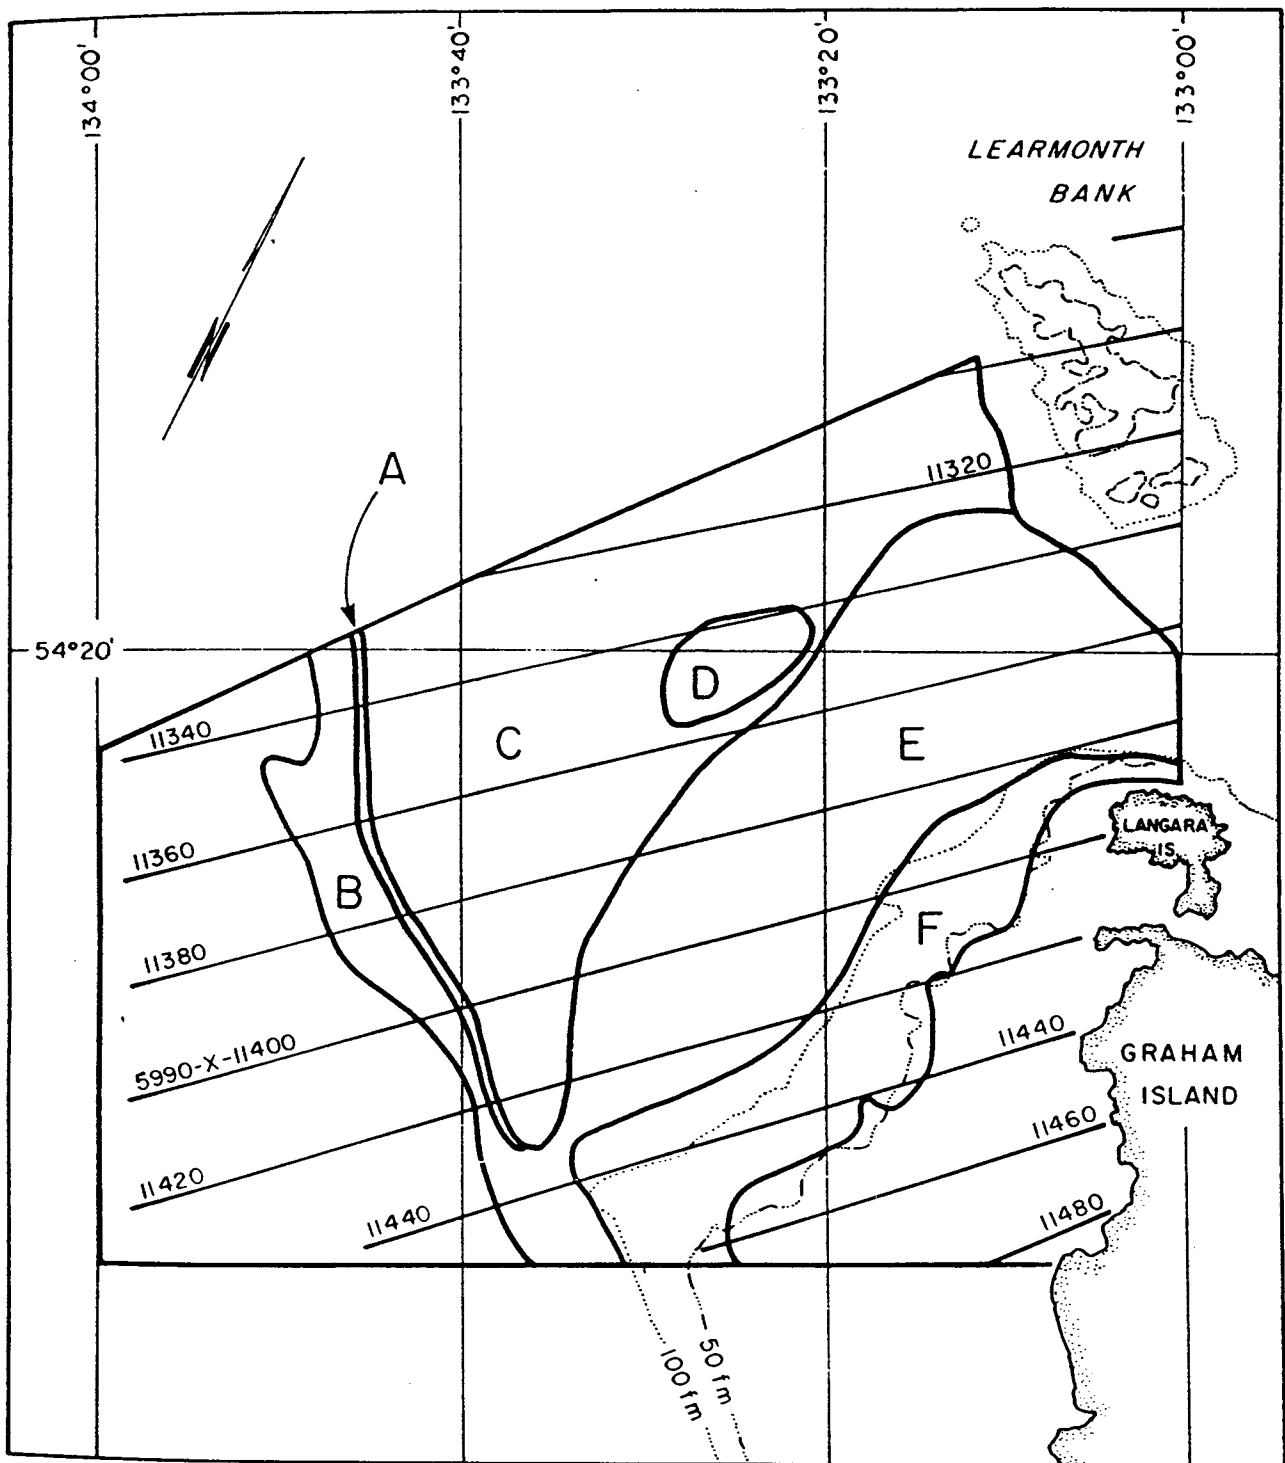 134°00'
133°40'
133°20'
133°00'
LEARMONTH
BANK
A
11320
54°20'
D
11340
C
E
LANGARA
IS.
11360
B
F
11380
11440
5990-X-11400
GRAHAM
ISLAND
11460
11420
11440
11480
50 fm
100 fm